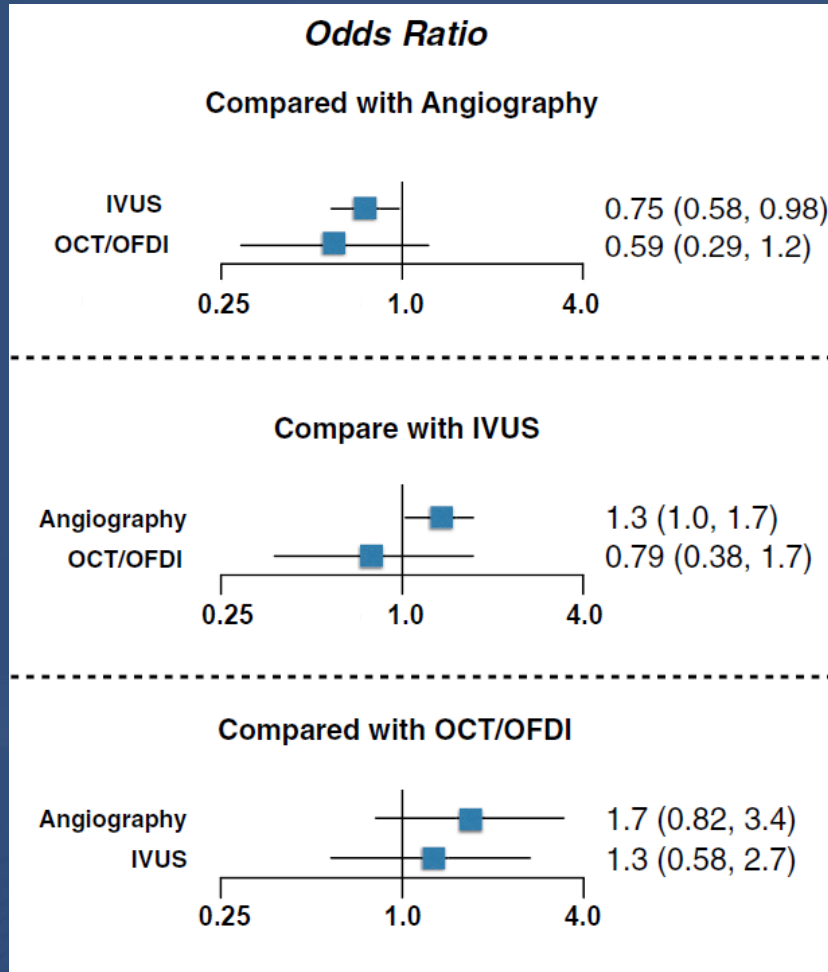 Odds Ratio
Compared with Angiography
IVUS 0.75 (0.58, 0.98)
OCT/OFDI 0.59 (0.29, 1.2)
0.25 1.0 4.0
Compare with IVUS
Angiography 1.3 (1.0, 1.7)
OCT/OFDI 0.79 (0.38, 1.7)
0.25 1.0 4.0
Compared with OCT/OFDI
Angiography 1.7 (0.82, 3.4)
IVUS 1.3 (0.58, 2.7)
0.25 1.0 4.0